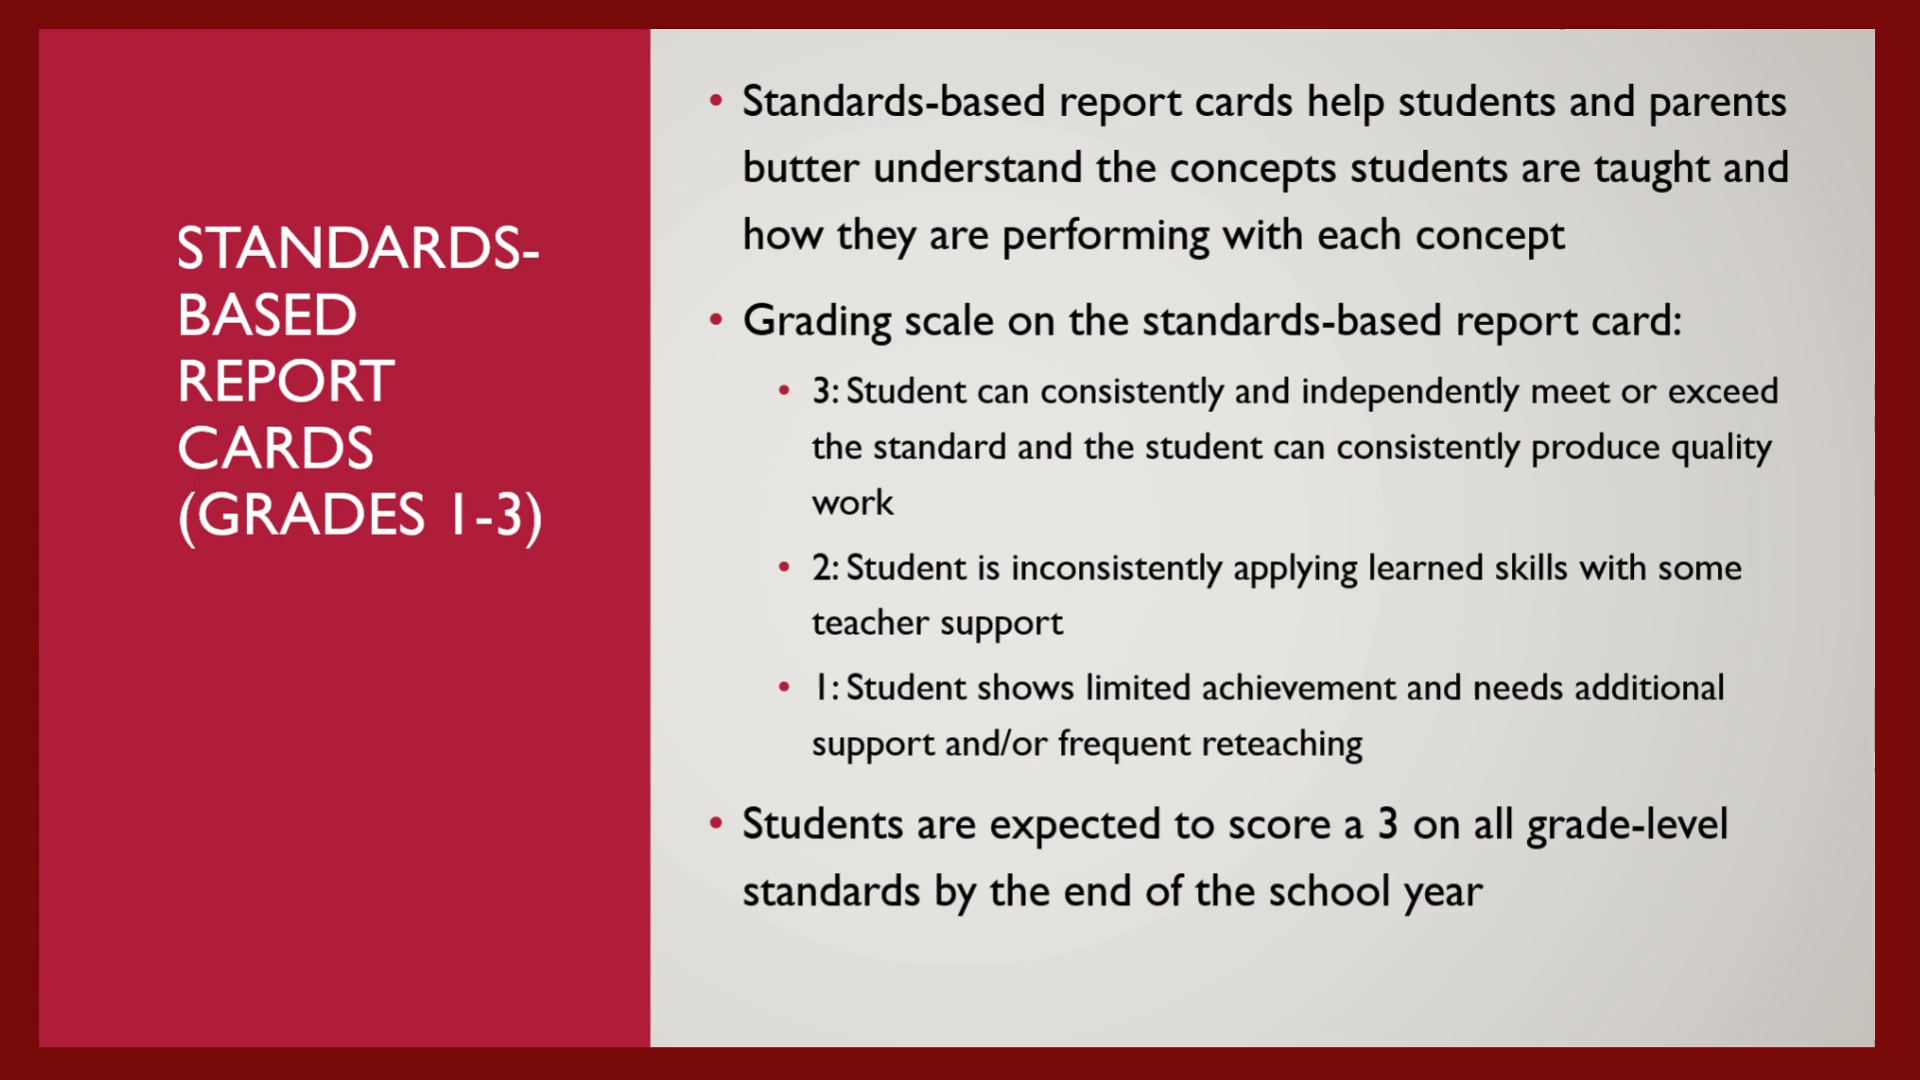 STANDARDS-
BASED
REPORT
CARDS
(GRADES 1-3)
• Standards-based report cards help students and parents
butter understand the concepts students are taught and
how they are performing with each concept
• Grading scale on the standards-based report card:
• 3: Student can consistently and independently meet or exceed
the standard and the student can consistently produce quality
work
• 2: Student is inconsistently applying learned skills with some
teacher support
• 1: Student shows limited achievement and needs additional
support and/or frequent reteaching
• Students are expected to score a 3 on all grade-level
standards by the end of the school year